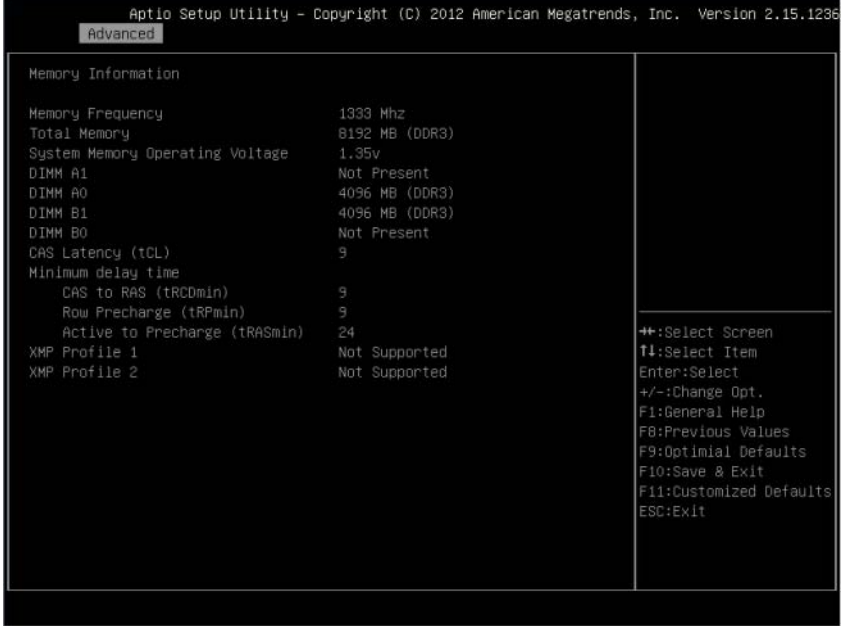 Aptio Setup Utility – Copyright (C) 2012 American Megatrends, Inc. Version 2.15.1236
Advanced
Memory Information
Memory Frequency 1333 Mhz
Total Memory 8192 MB (DDR3)
System Memory Operating Voltage 1.35v
DIMM A1 Not Present
DIMM A0 4096 MB (DDR3)
DIMM B1 4096 MB (DDR3)
DIMM B0 Not Present
CAS Latency (tCL) 9
Minimum delay time
CAS to RAS (tRCDmin) 9
Row Precharge (tRPmin) 9
Active to Precharge (tRASmin) 24
XMP Profile 1 Not Supported
XMP Profile 2 Not Supported
→←:Select Screen
↑↓:Select Item
Enter:Select
+/-:Change Opt.
F1:General Help
F8:Previous Values
F9:Optimial Defaults
F10:Save & Exit
F11:Customized Defaults
ESC:Exit